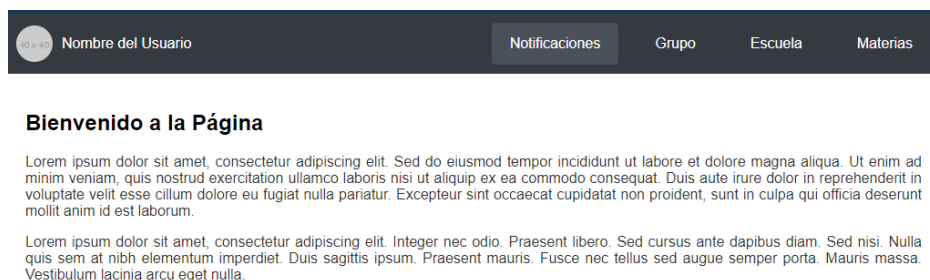 40 x 40 Nombre del Usuario Notificaciones Grupo Escuela Materias
Bienvenido a la Página
Lorem ipsum dolor sit amet, consectetur adipiscing elit. Sed do eiusmod tempor incididunt ut labore et dolore magna aliqua. Ut enim ad
minim veniam, quis nostrud exercitation ullamco laboris nisi ut aliquip ex ea commodo consequat. Duis aute irure dolor in reprehenderit in
voluptate velit esse cillum dolore eu fugiat nulla pariatur. Excepteur sint occaecat cupidatat non proident, sunt in culpa qui officia deserunt
mollit anim id est laborum.
Lorem ipsum dolor sit amet, consectetur adipiscing elit. Integer nec odio. Praesent libero. Sed cursus ante dapibus diam. Sed nisi. Nulla
quis sem at nibh elementum imperdiet. Duis sagittis ipsum. Praesent mauris. Fusce nec tellus sed augue semper porta. Mauris massa.
Vestibulum lacinia arcu eget nulla.